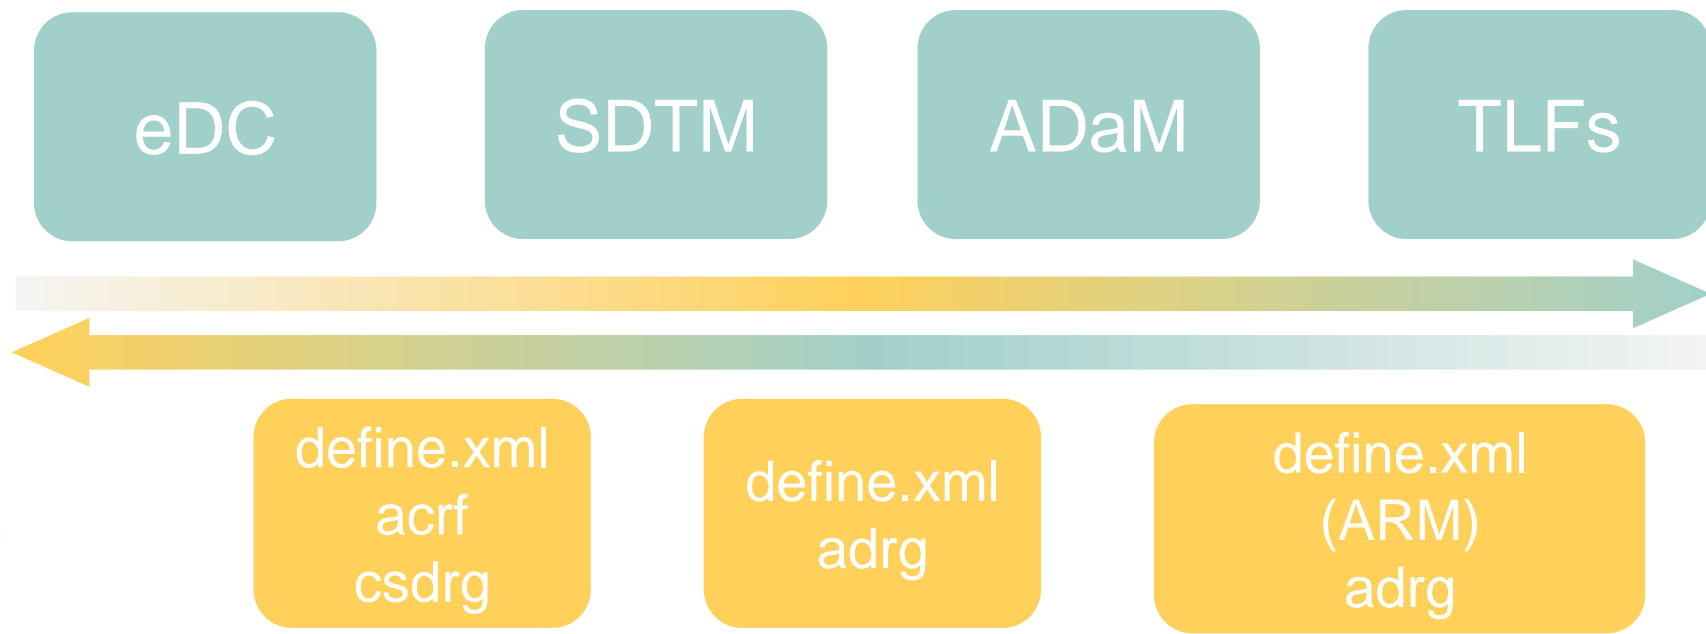 eDC
SDTM
ADaM
TLFs
define.xml
acrf
csdrg
define.xml
adrg
define.xml
(ARM)
adrg